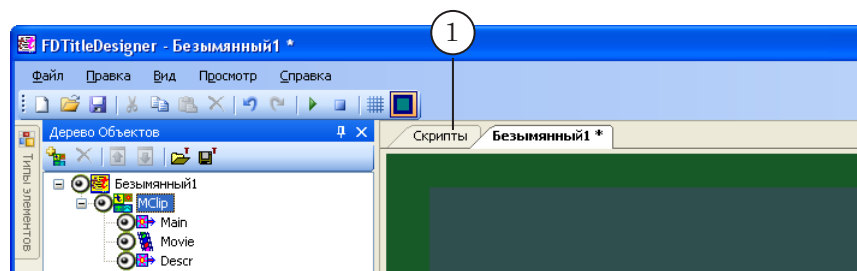 1
FDTitleDesigner - Безымянный1 *
Файл Правка Вид Просмотр Справка
Дерево Объектов
Скрипты Безымянный1 *
Типы элементов
Безымянный1
MClip
Main
Movie
Descr